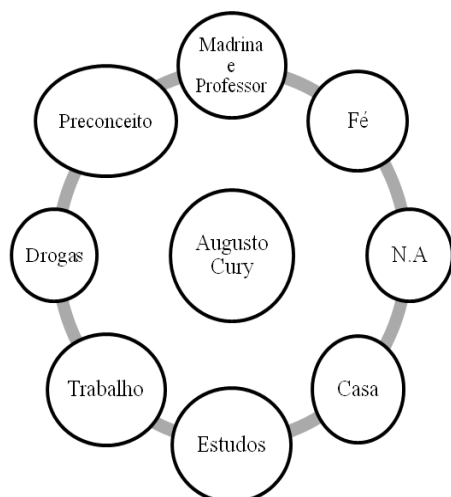 Madrina
e
Professor
Preconceito
Fé
Drogas
Augusto
Cury
N.A
Trabalho
Casa
Estudos